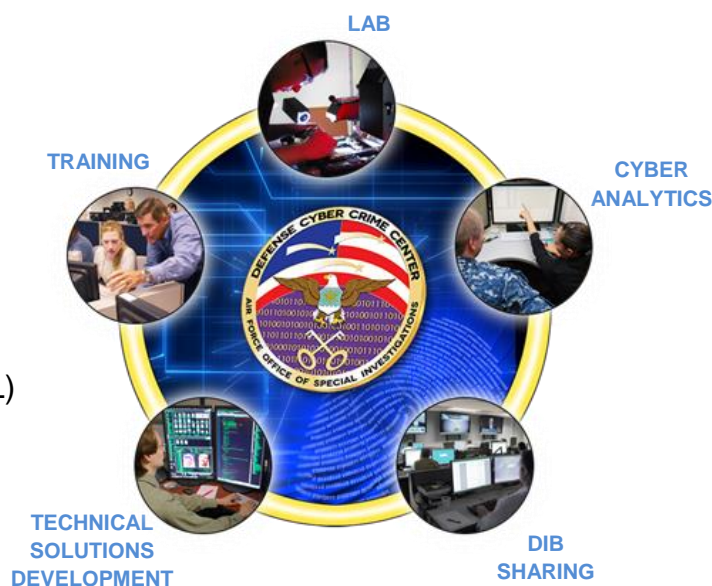 LAB
TRAINING
CYBER
ANALYTICS
DEFENSE CYBER CRIME CENTER
AIR FORCE OFFICE OF SPECIAL INVESTIGATIONS
)
TECHNICAL
SOLUTIONS
DEVELOPMENT
DIB
SHARING